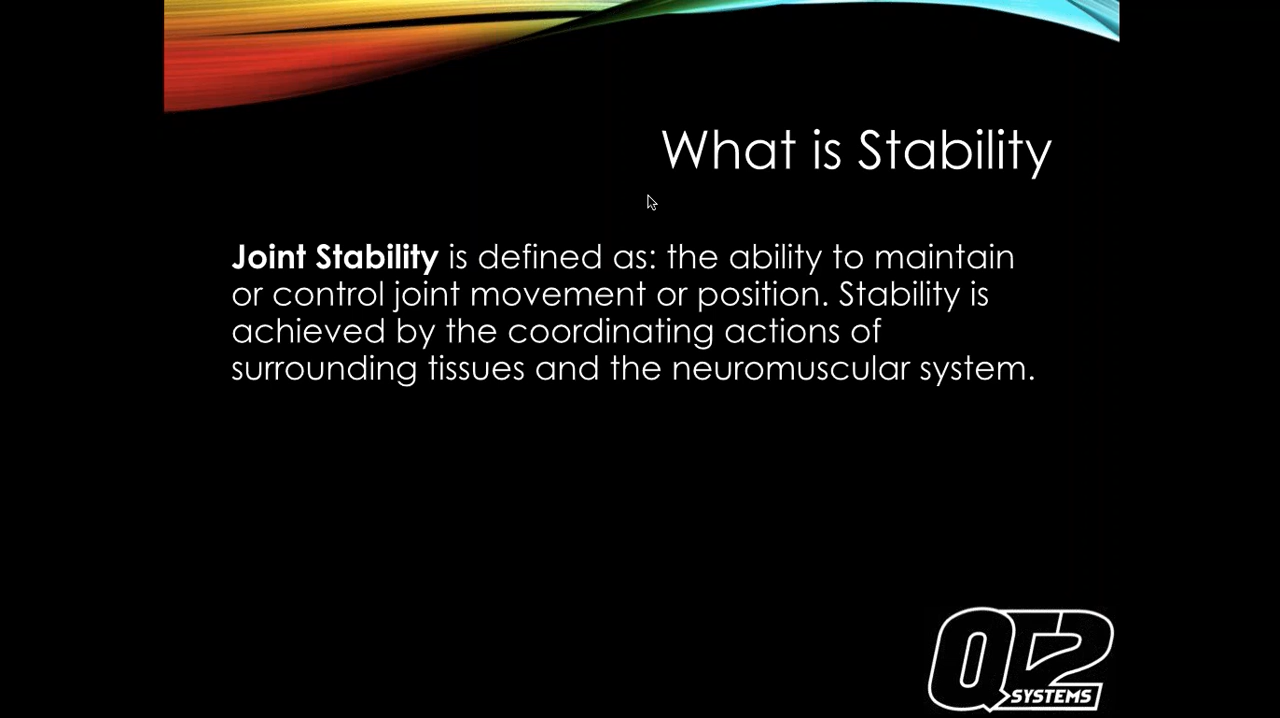 What is Stability
Joint Stability is defined as: the ability to maintain
or control joint movement or position. Stability is
achieved by the coordinating actions of
surrounding tissues and the neuromuscular system.
QT2
SYSTEMS